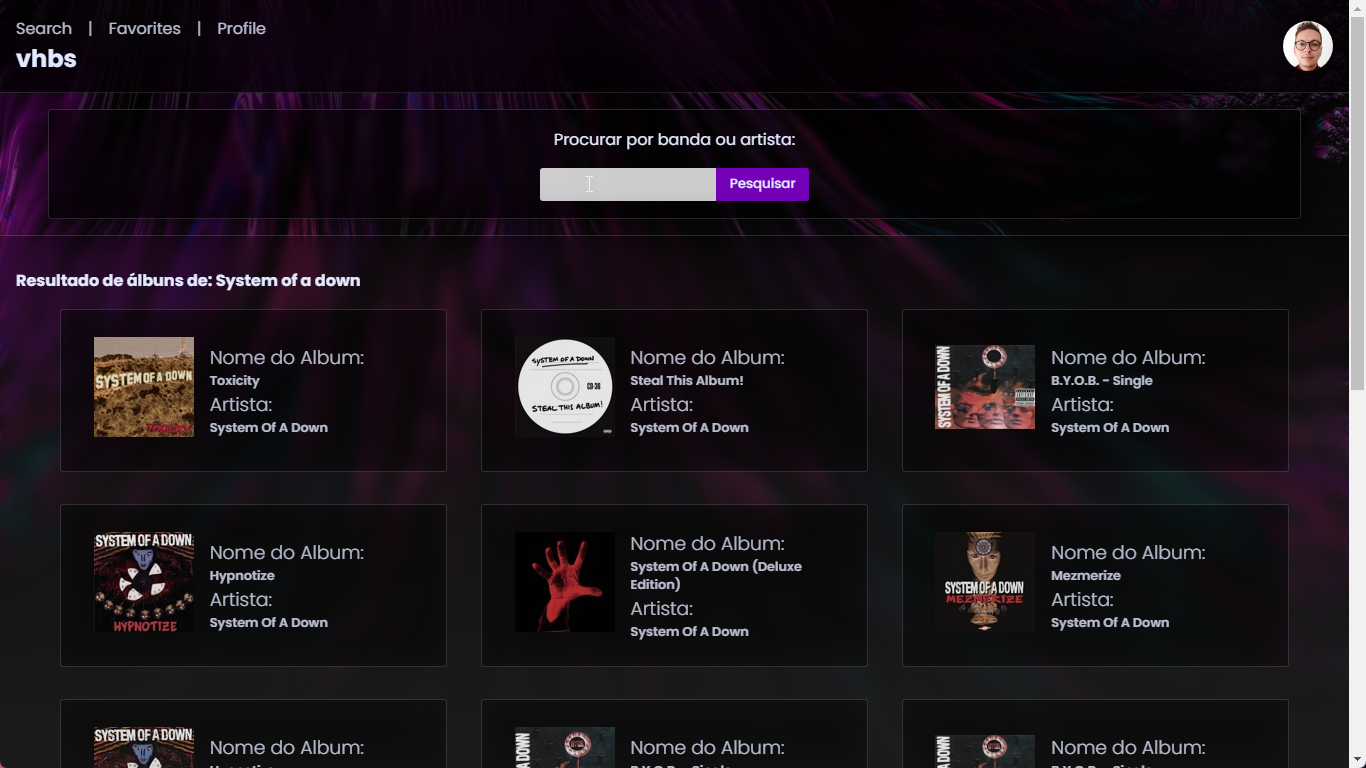 Search | Favorites | Profile
vhbs
Procurar por banda ou artista:
Pesquisar
Resultado de álbuns de: System of a down
SYSTEM OF A DOWN
TOXICITY
Nome do Album:
Toxicity
Artista:
System Of A Down
SYSTEM OF A DOWN
CD-38
STEAL THIS ALBUM!
Nome do Album:
Steal This Album!
Artista:
System Of A Down
SYSTEM OF A DOWN
Nome do Album:
B.Y.O.B. - Single
Artista:
System Of A Down
SYSTEM OF A DOWN
HYPNOTIZE
Nome do Album:
Hypnotize
Artista:
System Of A Down
Nome do Album:
System Of A Down (Deluxe
Edition)
Artista:
System Of A Down
SYSTEM OF A DOWN
MEZMERIZE
Nome do Album:
Mezmerize
Artista:
System Of A Down
SYSTEM OF A DOWN
Nome do Album:
Hypnotize
Nome do Album:
B.Y.O.B. - Single
Nome do Album:
B.Y.O.B. - Single